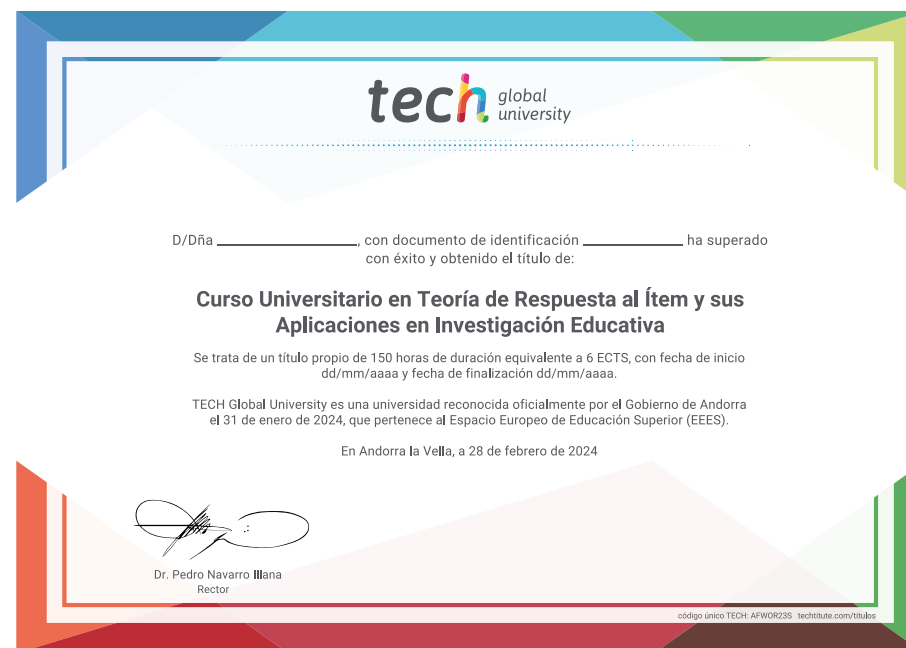 tech global university
D/Dña ____________________, con documento de identificación ______________ ha superado
con éxito y obtenido el título de:
Curso Universitario en Teoría de Respuesta al Ítem y sus
Aplicaciones en Investigación Educativa
Se trata de un título propio de 150 horas de duración equivalente a 6 ECTS, con fecha de inicio
dd/mm/aaaa y fecha de finalización dd/mm/aaaa.
TECH Global University es una universidad reconocida oficialmente por el Gobierno de Andorra
el 31 de enero de 2024, que pertenece al Espacio Europeo de Educación Superior (EEES).
En Andorra la Vella, a 28 de febrero de 2024
Dr. Pedro Navarro Illana
Rector
código único TECH: AFWOR23S techtitute.com/titulos